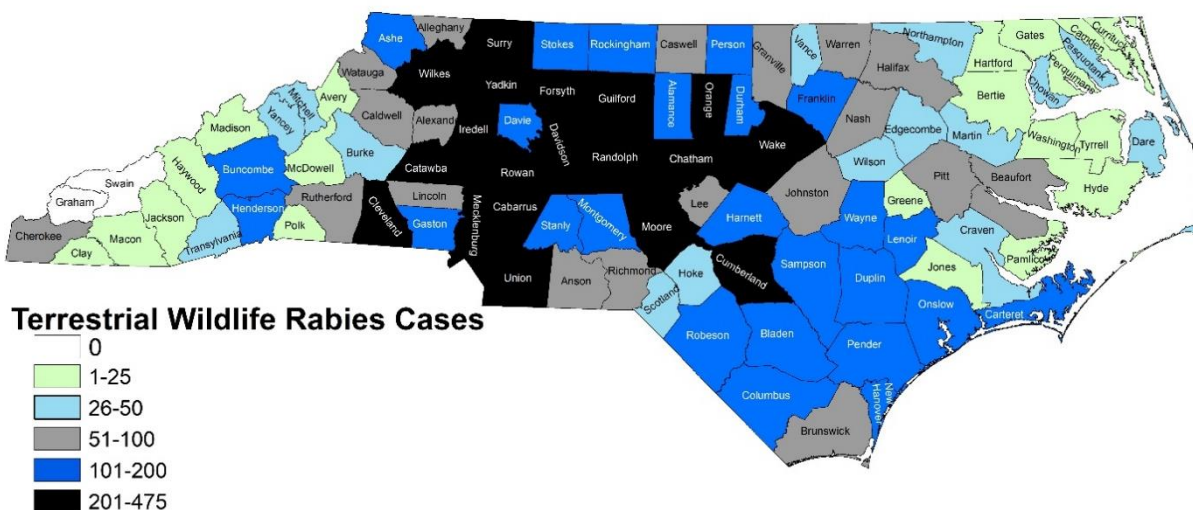 Ashe
Alleghany
Surry
Stokes
Rockingham
Caswell
Person
Granville
Vance
Warren
Northampton
Gates
Camden
Currituck
Pasquotank
Perquimans
Chowan
Hartford
Halifax
Bertie
Watauga
Wilkes
Yadkin
Forsyth
Guilford
Alamance
Orange
Durham
Franklin
Nash
Edgecombe
Martin
Washington
Tyrrell
Dare
Avery
Mitchell
Yancey
Madison
Caldwell
Alexande
Iredell
Davie
Davidson
Randolph
Chatham
Wake
Wilson
Pitt
Beaufort
Hyde
Haywood
Buncombe
McDowell
Burke
Catawba
Rowan
Johnston
Greene
Swain
Graham
Jackson
Henderson
Rutherford
Lincoln
Cleveland
Gaston
Mecklenburg
Cabarrus
Stanly
Montgomery
Moore
Lee
Harnett
Wayne
Lenoir
Craven
Pamlico
Jones
Cherokee
Macon
Clay
Transylvania
Polk
Union
Anson
Richmond
Scotland
Hoke
Cumberland
Sampson
Duplin
Onslow
Carteret
Robeson
Bladen
Pender
Columbus
New
Hanover
Brunswick
Terrestrial Wildlife Rabies Cases
0
1-25
26-50
51-100
101-200
201-475